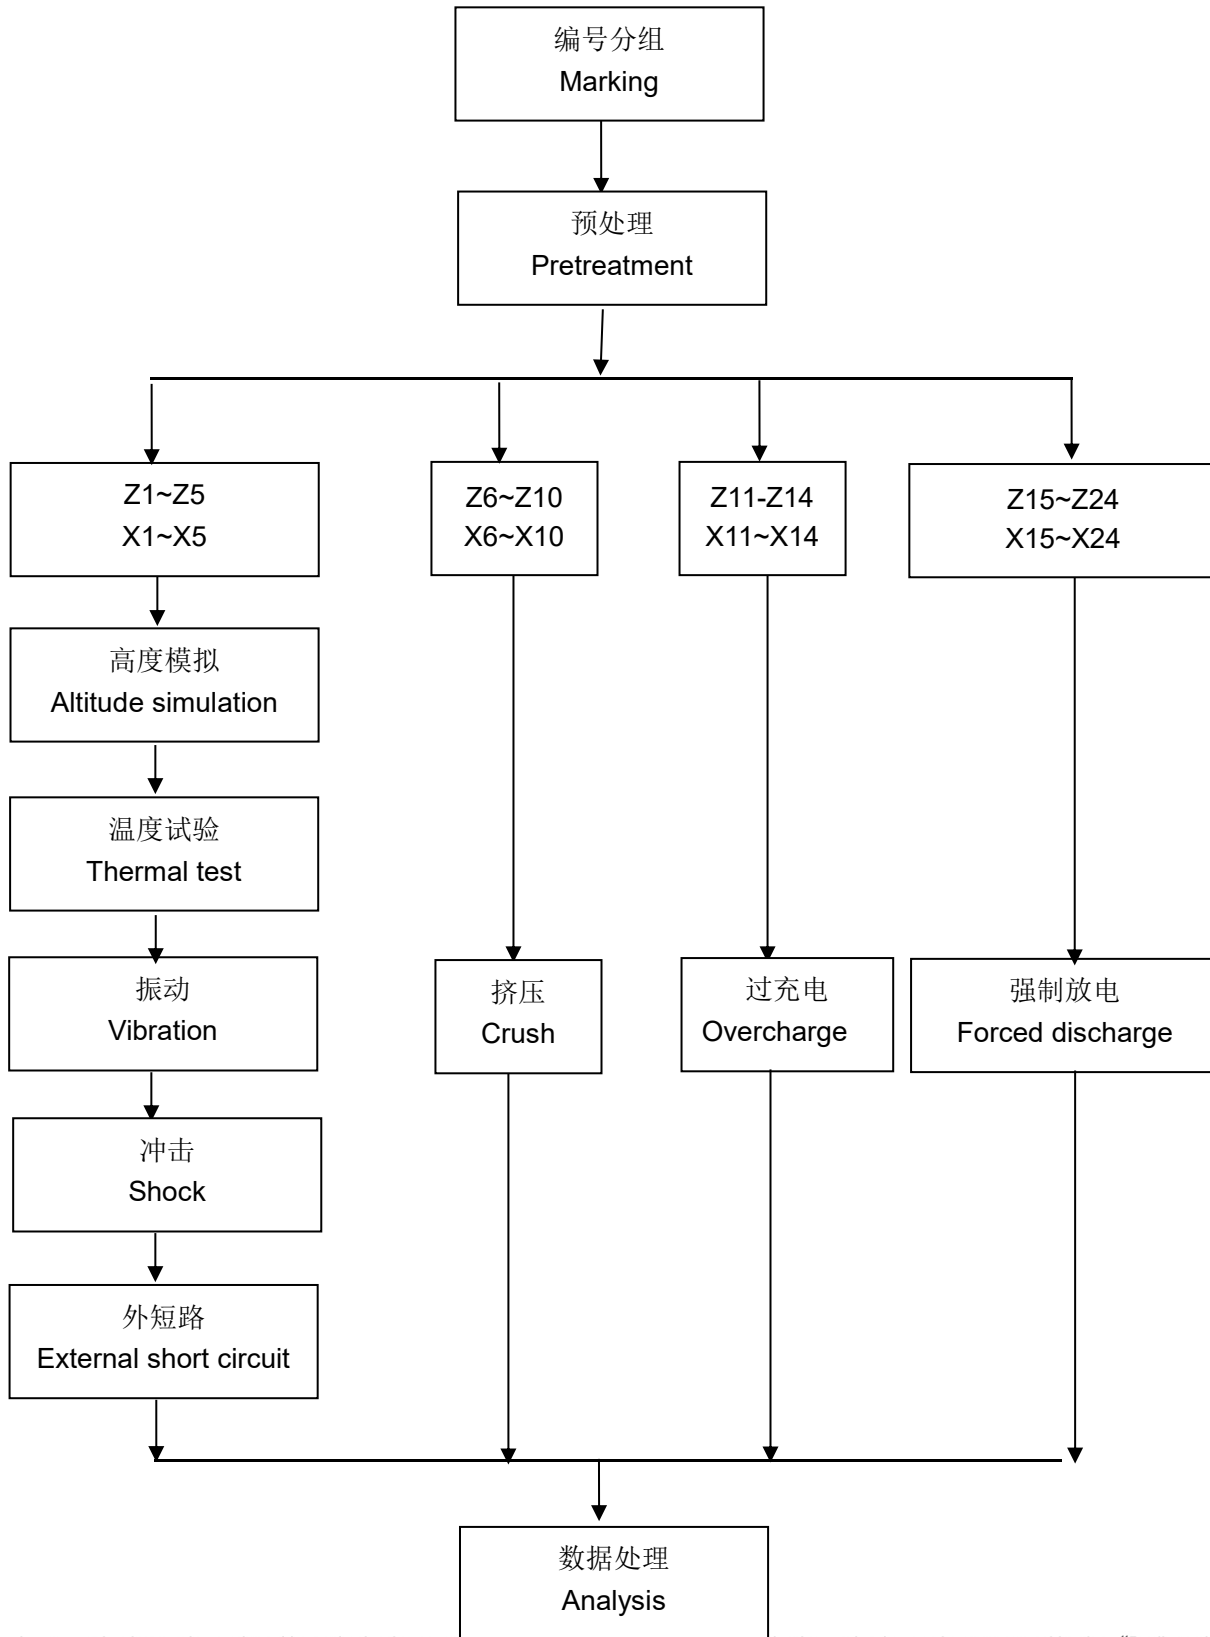 编号分组
Marking
预处理
Pretreatment
Z1~Z5
X1~X5
Z6~Z10
X6~X10
Z11-Z14
X11~X14
Z15~Z24
X15~X24
高度模拟
Altitude simulation
温度试验
Thermal test
振动
Vibration
挤压
Crush
过充电
Overcharge
强制放电
Forced discharge
冲击
Shock
外短路
External short circuit
数据处理
Analysis